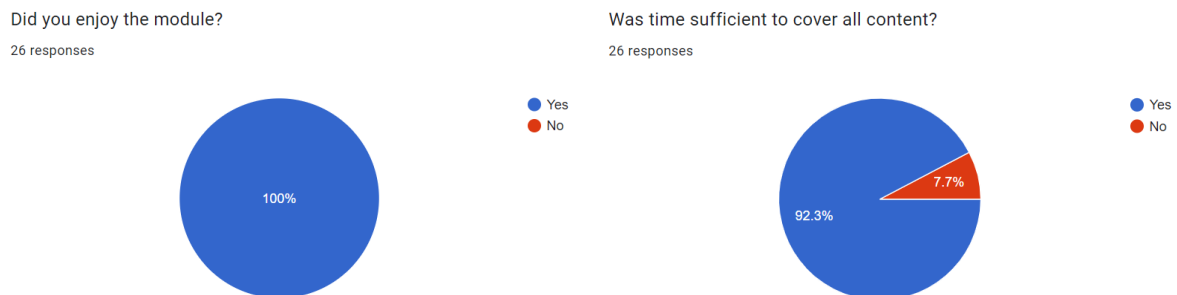 Did you enjoy the module?
26 responses
Yes
No
100%
Was time sufficient to cover all content?
26 responses
Yes
No
7.7%
92.3%